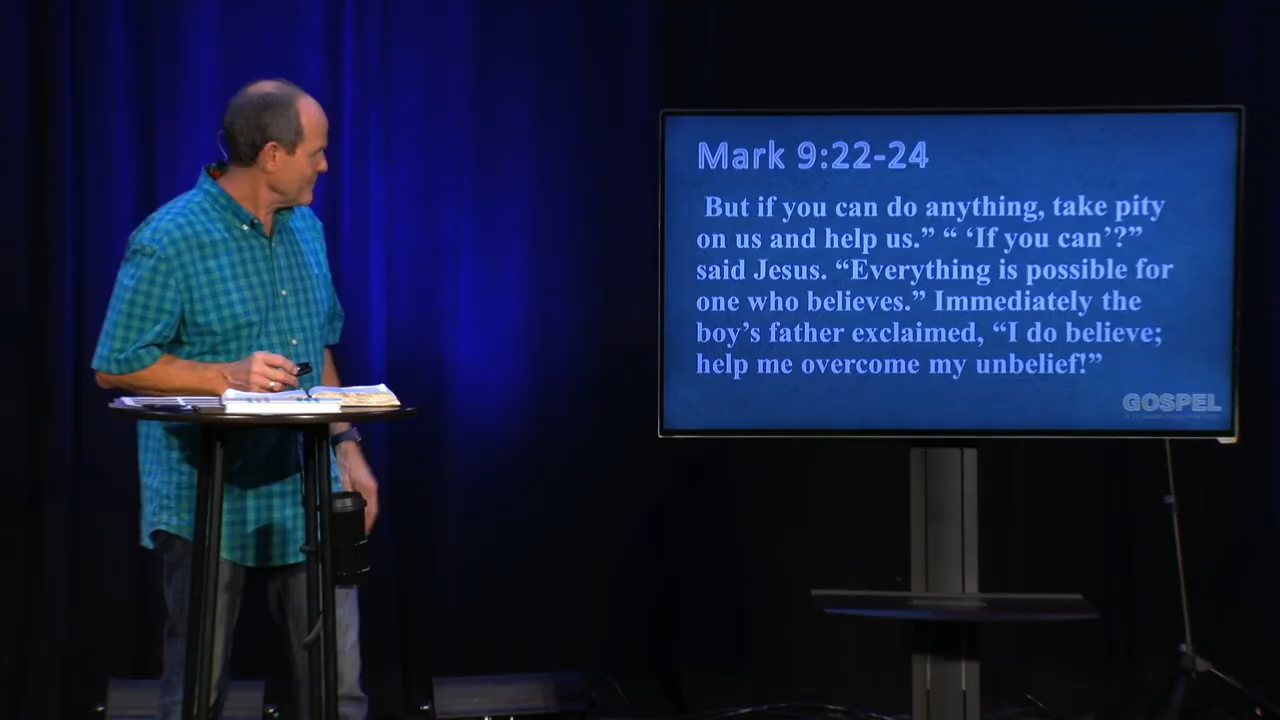 Mark 9:22-24
But if you can do anything, take pity
on us and help us.” “ ‘If you can’?”
said Jesus. “Everything is possible for
one who believes.” Immediately the
boy’s father exclaimed, “I do believe;
help me overcome my unbelief!”
GOSPEL